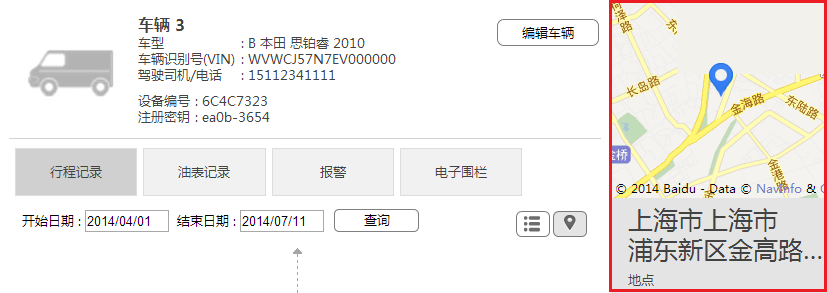 车辆 3
车型 : B 本田 思铂睿 2010
车辆识别号(VIN) : WVWCJ57N7EV000000
驾驶司机/电话 : 15112341111
设备编号 : 6C4C7323
注册密钥 : ea0b-3654
编辑车辆
行程记录
油表记录
报警
电子围栏
开始日期 : 2014/04/01 结束日期 : 2014/07/11 查询
菏泽路
长岛路
金海路
东陆路
金桥
金港路
© 2014 Baidu - Data © NavInfo &
上海市上海市
浦东新区金高路...
地点